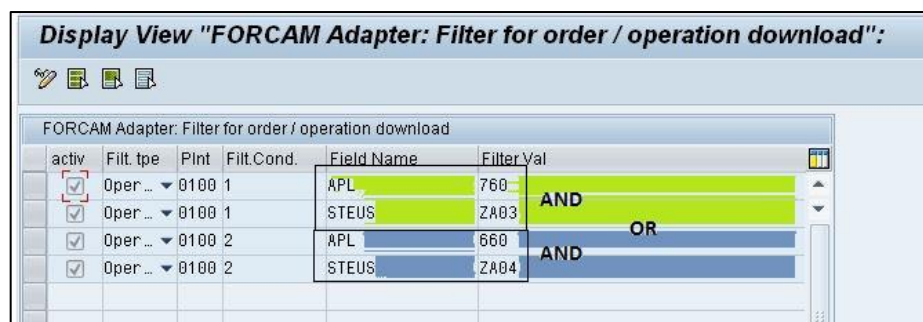 Display View "FORCAM Adapter: Filter for order / operation download":
FORCAM Adapter: Filter for order / operation download
activ Filt. tpe Plnt Filt.Cond. Field Name Filter Val
Oper... 0100 1 APL 760
AND
Oper... 0100 1 STEUS ZA03
OR
Oper... 0100 2 APL 660
AND
Oper... 0100 2 STEUS ZA04